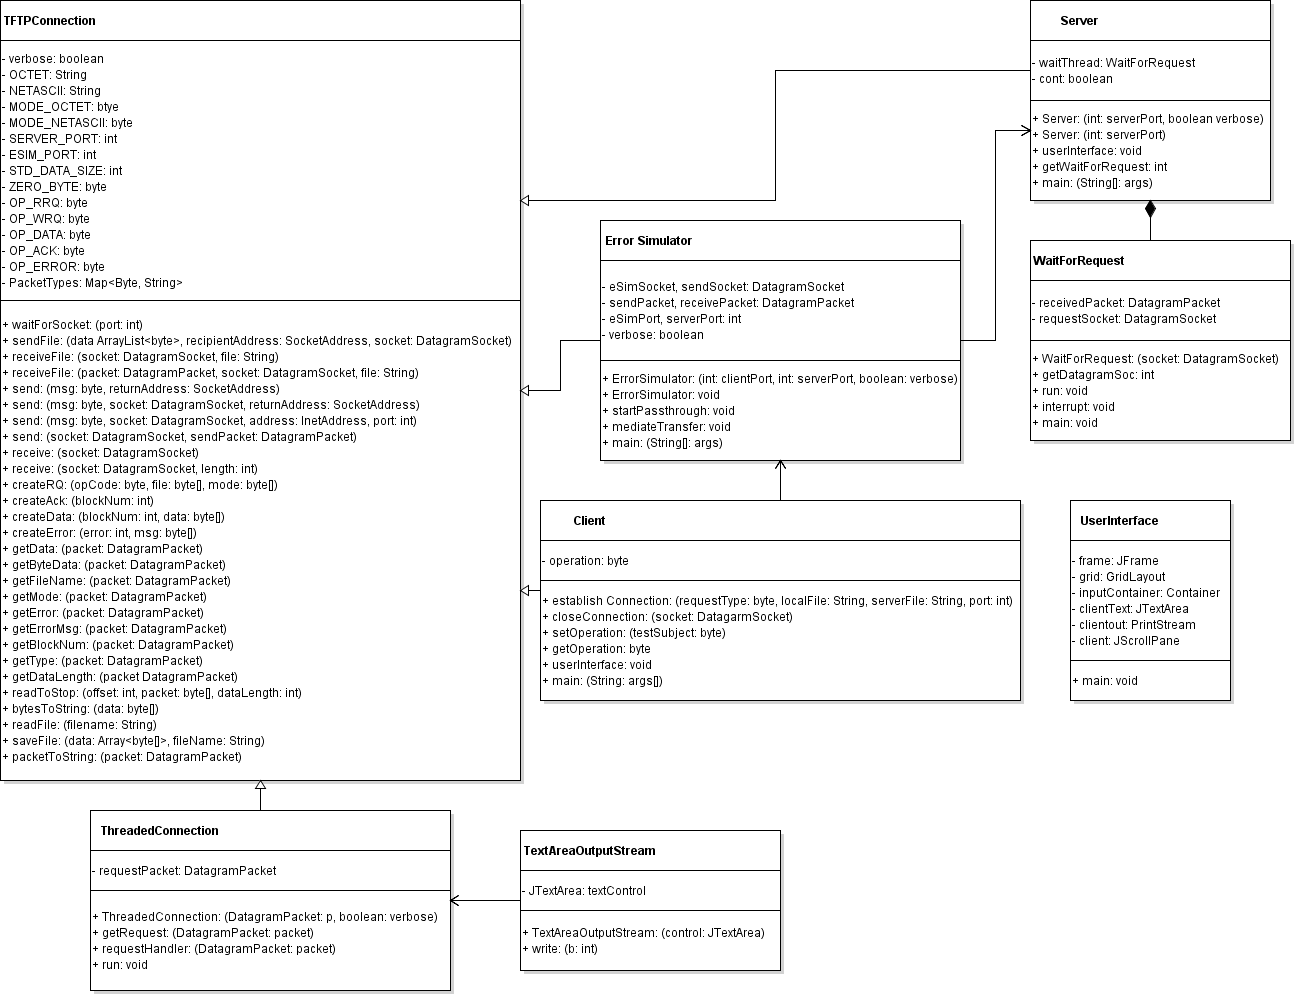 TFTPConnection
- verbose: boolean
- OCTET: String
- NETASCII: String
- MODE_OCTET: btye
- MODE_NETASCII: byte
- SERVER_PORT: int
- ESIM_PORT: int
- STD_DATA_SIZE: int
- ZERO_BYTE: byte
- OP_RRQ: byte
- OP_WRQ: byte
- OP_DATA: byte
- OP_ACK: byte
- OP_ERROR: byte
- PacketTypes: Map<Byte, String>
+ waitForSocket: (port: int)
+ sendFile: (data ArrayList<byte>, recipientAddress: SocketAddress, socket: DatagramSocket)
+ receiveFile: (socket: DatagramSocket, file: String)
+ receiveFile: (packet: DatagramPacket, socket: DatagramSocket, file: String)
+ send: (msg: byte, returnAddress: SocketAddress)
+ send: (msg: byte, socket: DatagramSocket, returnAddress: SocketAddress)
+ send: (msg: byte, socket: DatagramSocket, address: InetAddress, port: int)
+ send: (socket: DatagramSocket, sendPacket: DatagramPacket)
+ receive: (socket: DatagramSocket)
+ receive: (socket: DatagramSocket, length: int)
+ createRQ: (opCode: byte, file: byte[], mode: byte[])
+ createAck: (blockNum: int)
+ createData: (blockNum: int, data: byte[])
+ createError: (error: int, msg: byte[])
+ getData: (packet: DatagramPacket)
+ getByteData: (packet: DatagramPacket)
+ getFileName: (packet: DatagramPacket)
+ getMode: (packet: DatagramPacket)
+ getError: (packet: DatagramPacket)
+ getErrorMsg: (packet: DatagramPacket)
+ getBlockNum: (packet: DatagramPacket)
+ getType: (packet: DatagramPacket)
+ getDataLength: (packet DatagramPacket)
+ readToStop: (offset: int, packet: byte[], dataLength: int)
+ bytesToString: (data: byte[])
+ readFile: (filename: String)
+ saveFile: (data: Array<byte[]>, fileName: String)
+ packetToString: (packet: DatagramPacket)
Server
- waitThread: WaitForRequest
- cont: boolean
+ Server: (int: serverPort, boolean verbose)
+ Server: (int: serverPort)
+ userInterface: void
+ getWaitForRequest: int
+ main: (String[]: args)
Error Simulator
- eSimSocket, sendSocket: DatagramSocket
- sendPacket, receivePacket: DatagramPacket
- eSimPort, serverPort: int
- verbose: boolean
+ ErrorSimulator: (int: clientPort, int: serverPort, boolean: verbose)
+ ErrorSimulator: void
+ startPassthrough: void
+ mediateTransfer: void
+ main: (String[]: args)
WaitForRequest
- receivedPacket: DatagramPacket
- requestSocket: DatagramSocket
+ WaitForRequest: (socket: DatagramSocket)
+ getDatagramSoc: int
+ run: void
+ interrupt: void
+ main: void
Client
- operation: byte
+ establish Connection: (requestType: byte, localFile: String, serverFile: String, port: int)
+ closeConnection: (socket: DatagarmSocket)
+ setOperation: (testSubject: byte)
+ getOperation: byte
+ userInterface: void
+ main: (String: args[])
UserInterface
- frame: JFrame
- grid: GridLayout
- inputContainer: Container
- clientText: JTextArea
- clientout: PrintStream
- client: JScrollPane
+ main: void
ThreadedConnection
- requestPacket: DatagramPacket
+ ThreadedConnection: (DatagramPacket: p, boolean: verbose)
+ getRequest: (DatagramPacket: packet)
+ requestHandler: (DatagramPacket: packet)
+ run: void
TextAreaOutputStream
- JTextArea: textControl
+ TextAreaOutputStream: (control: JTextArea)
+ write: (b: int)